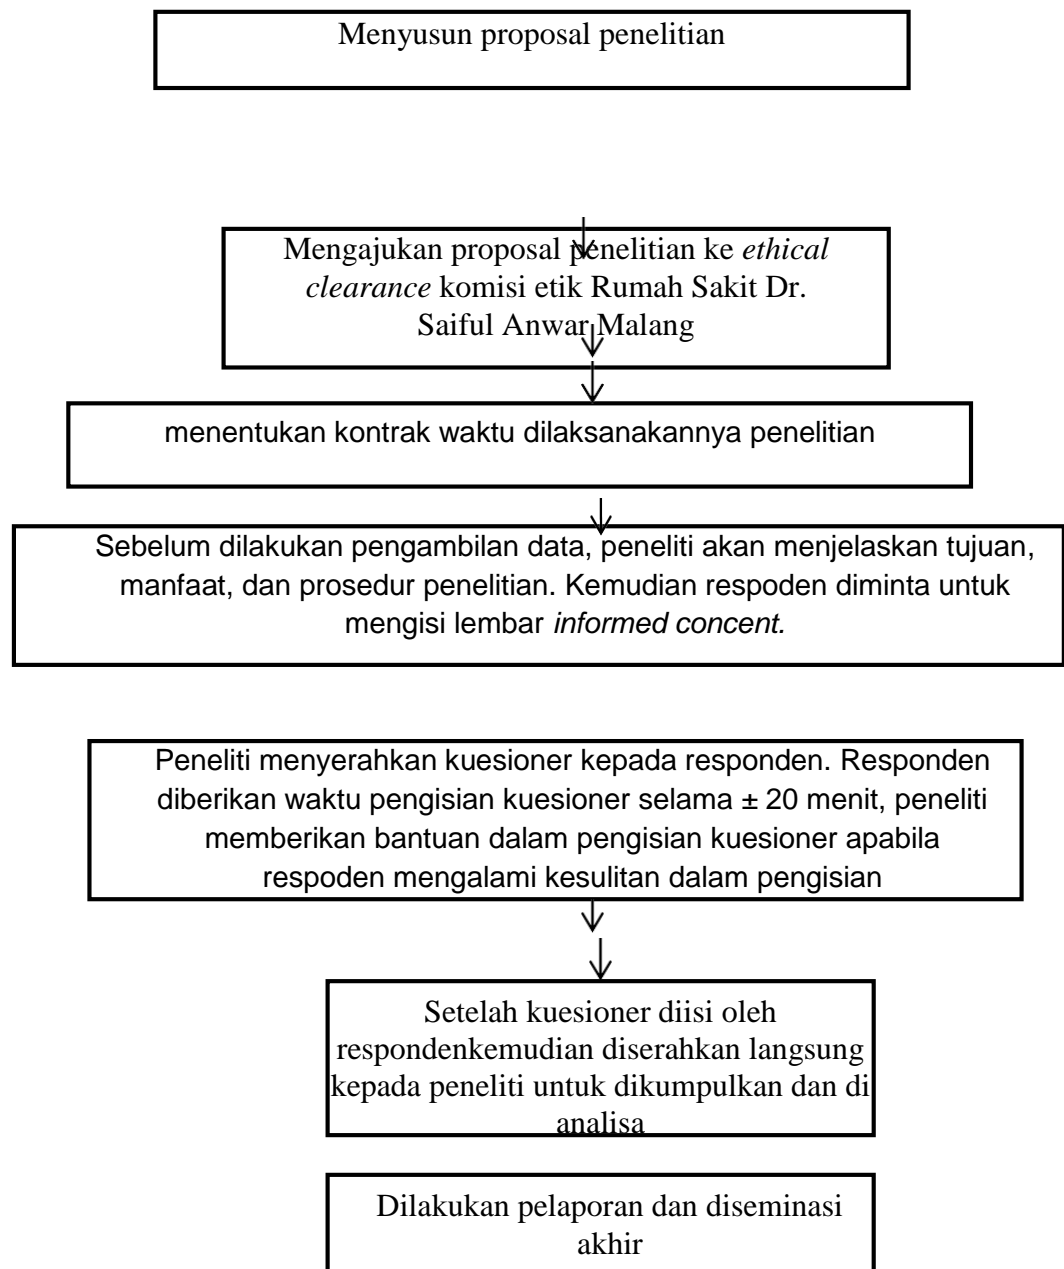 Menyusun proposal penelitian
Mengajukan proposal penelitian ke ethical
clearance komisi etik Rumah Sakit Dr.
Saiful Anwar Malang
menentukan kontrak waktu dilaksanakannya penelitian
Sebelum dilakukan pengambilan data, peneliti akan menjelaskan tujuan,
manfaat, dan prosedur penelitian. Kemudian respoden diminta untuk
mengisi lembar informed concent.
Peneliti menyerahkan kuesioner kepada responden. Responden
diberikan waktu pengisian kuesioner selama ± 20 menit, peneliti
memberikan bantuan dalam pengisian kuesioner apabila
respoden mengalami kesulitan dalam pengisian
Setelah kuesioner diisi oleh
respondenkemudian diserahkan langsung
kepada peneliti untuk dikumpulkan dan di
analisa
Dilakukan pelaporan dan diseminasi
akhir